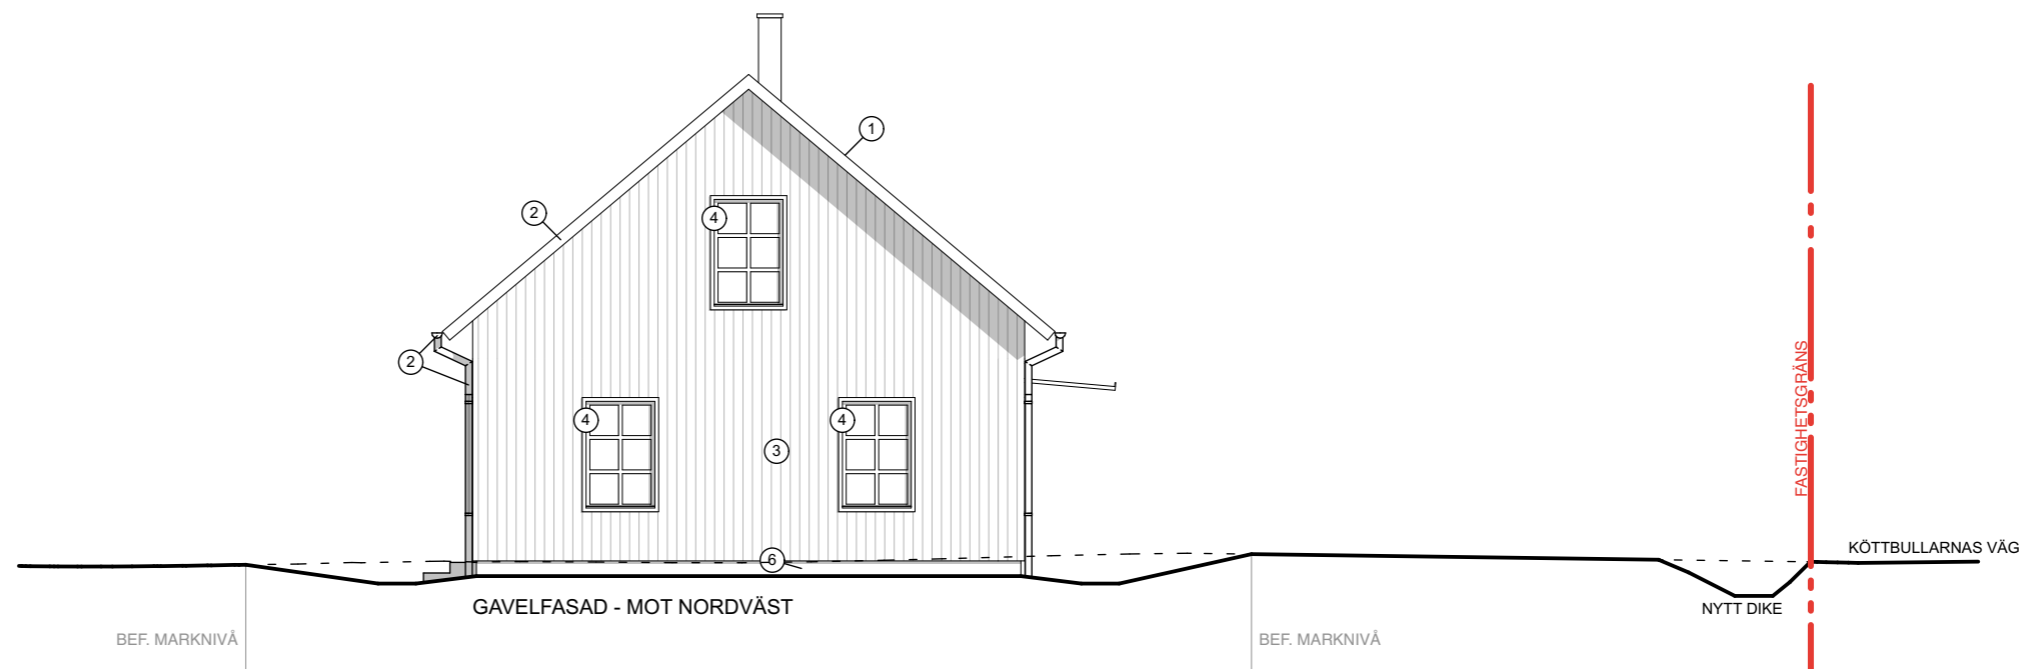 1
2
4
2
FASTIGHETSGRÄNS
4
4
3
KÖTTBULLARNAS VÄG
6
GAVELFASAD - MOT NORDVÄST
NYTT DIKE
BEF. MARKNIVÅ
BEF. MARKNIVÅ